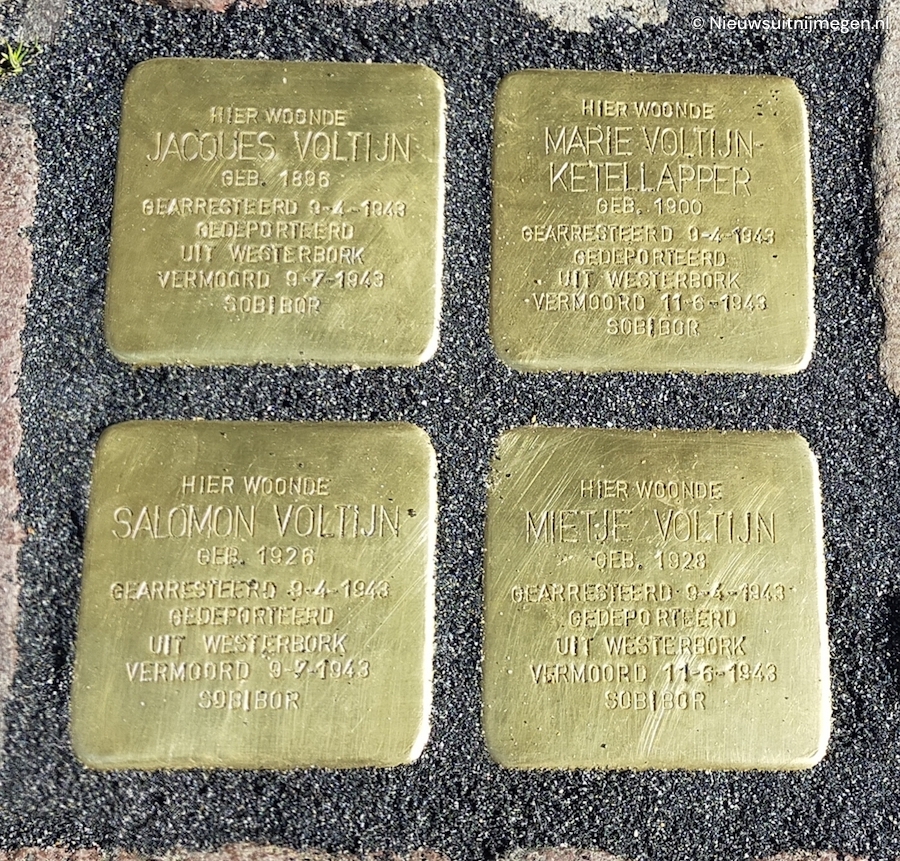 © Nieuwsuitnijmegen.nl
HIER WOONDE
JACQUES VOLTIJN
GEB. 1896
GEARRESTEERD 9-4-1943
GEDEPORTEERD
UIT WESTERBORK
VERMOORD 9-7-1943
SOBIBOR
HIER WOONDE
MARIE VOLTIJN-
KETELLAPPER
GEB. 1900
GEARRESTEERD 9-4-1943
GEDEPORTEERD
UIT WESTERBORK
VERMOORD 11-6-1943
SOBIBOR
HIER WOONDE
SALOMON VOLTIJN
GEB. 1926
GEARRESTEERD 9-4-1943
GEDEPORTEERD
UIT WESTERBORK
VERMOORD 9-7-1943
SOBIBOR
HIER WOONDE
MIETJE VOLTIJN
GEB. 1928
GEARRESTEERD 9-4-1943
GEDEPORTEERD
UIT WESTERBORK
VERMOORD 11-6-1943
SOBIBOR